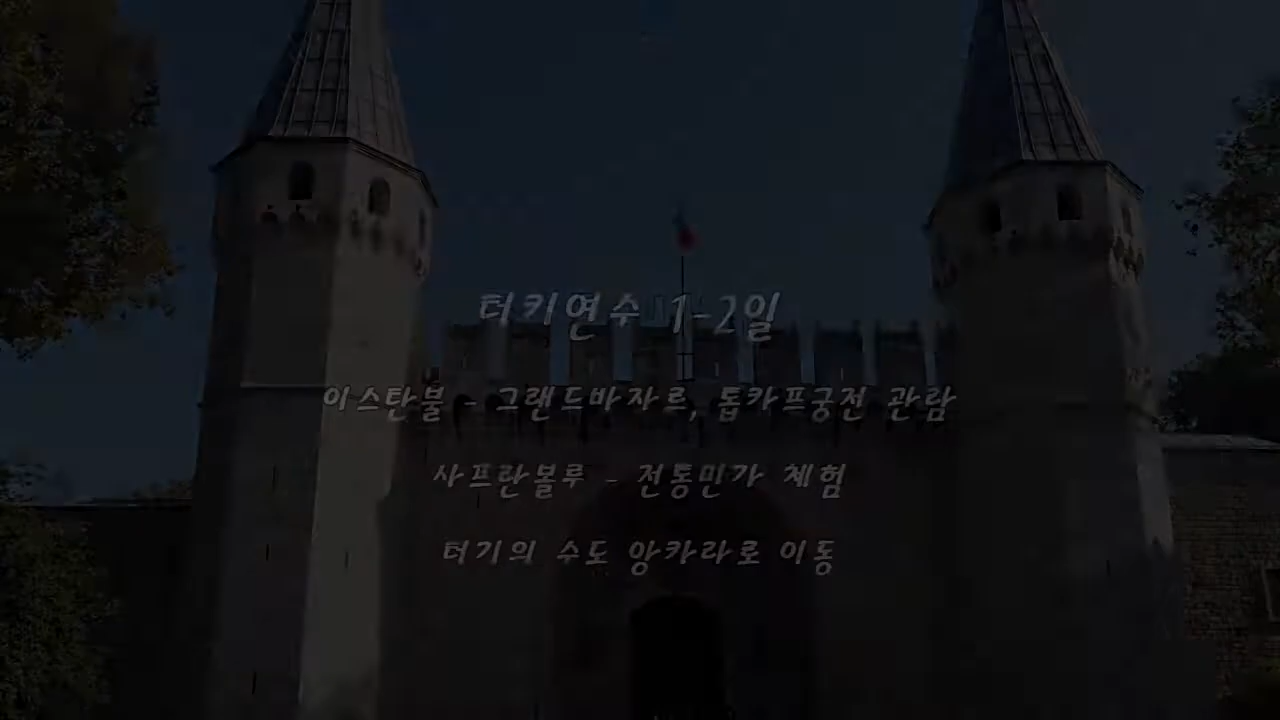 터키연수 1-2일
이스탄불 - 그랜드바자르, 톱카프궁전 관람
사프란볼루 - 전통민가 체험
터기의 수도 앙카라로 이동